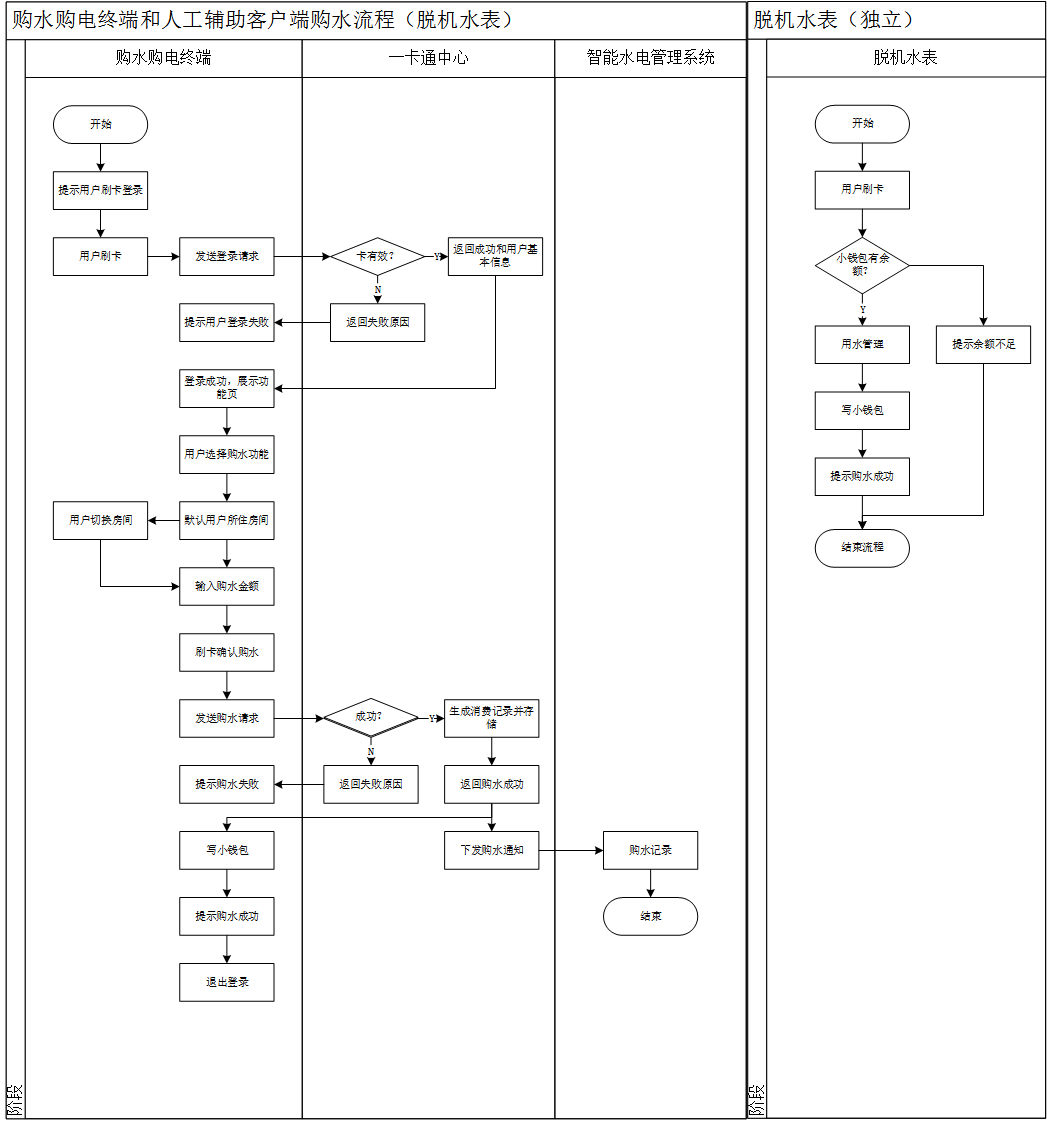 购水购电终端和人工辅助客户端购水流程（脱机水表）
购水购电终端
一卡通中心
智能水电管理系统
开始
提示用户刷卡登录
用户刷卡
发送登录请求
卡有效？
Y
返回成功和用户基
本信息
N
提示用户登录失败
返回失败原因
登录成功，展示功
能页
用户选择购水功能
用户切换房间
默认用户所住房间
输入购水金额
刷卡确认购水
发送购水请求
成功？
Y
生成消费记录并存
储
N
提示购水失败
返回失败原因
返回购水成功
写小钱包
下发购水通知
购水记录
提示购水成功
结束
退出登录
阶段
脱机水表（独立）
脱机水表
开始
用户刷卡
小钱包有余
额？
Y
用水管理
提示余额不足
写小钱包
提示购水成功
结束流程
阶段